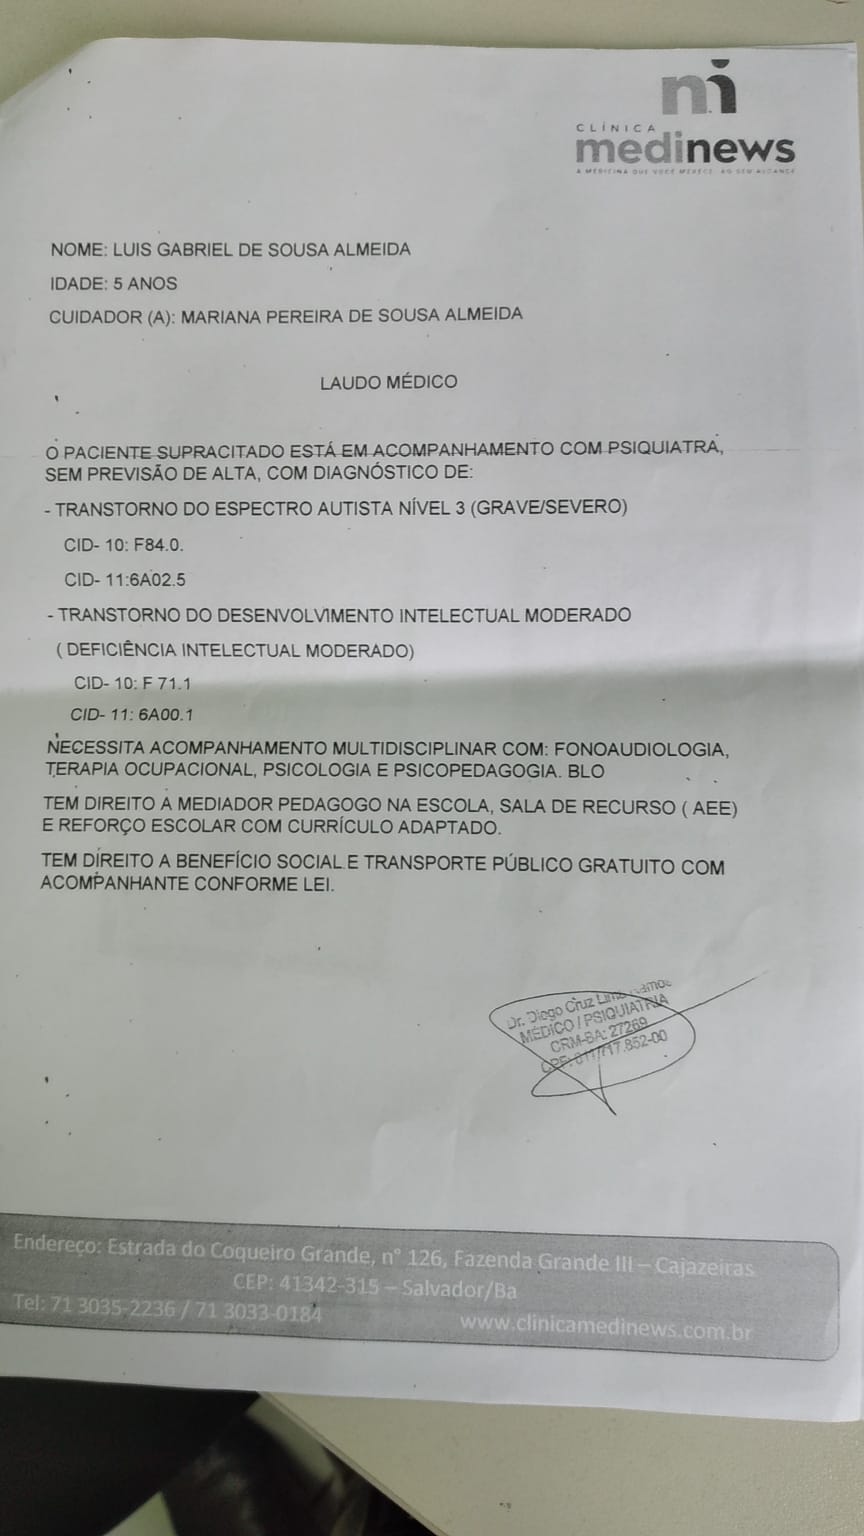 CLÍNICA
medinews
A MEDICINA QUE VOCÊ MERECE, AO SEU ALCANCE
NOME: LUIS GABRIEL DE SOUSA ALMEIDA
IDADE: 5 ANOS
CUIDADOR (A): MARIANA PEREIRA DE SOUSA ALMEIDA
LAUDO MÉDICO
O PACIENTE SUPRACITADO ESTÁ EM ACOMPANHAMENTO COM PSIQUIATRA,
SEM PREVISÃO DE ALTA, COM DIAGNÓSTICO DE:
- TRANSTORNO DO ESPECTRO AUTISTA NÍVEL 3 (GRAVE/SEVERO)
CID- 10: F84.0.
CID- 11:6A02.5
- TRANSTORNO DO DESENVOLVIMENTO INTELECTUAL MODERADO
( DEFICIÊNCIA INTELECTUAL MODERADO)
CID- 10: F 71.1
CID- 11: 6A00.1
NECESSITA ACOMPANHAMENTO MULTIDISCIPLINAR COM: FONOAUDIOLOGIA,
TERAPIA OCUPACIONAL, PSICOLOGIA E PSICOPEDAGOGIA. BLO
TEM DIREITO A MEDIADOR PEDAGOGO NA ESCOLA, SALA DE RECURSO ( AEE)
E REFORÇO ESCOLAR COM CURRÍCULO ADAPTADO.
TEM DIREITO A BENEFÍCIO SOCIAL E TRANSPORTE PÚBLICO GRATUITO COM
ACOMPANHANTE CONFORME LEI.
Dr. Diego Cruz Lima Ramos
MÉDICO / PSIQUIATRIA
CRM-BA: 27269
CPF:
Endereço: Estrada do Coqueiro Grande, n° 126, Fazenda Grande III – Cajazeiras
CEP: 41342-315 – Salvador/Ba
Tel: 71 3035-2236 / 71 3033-0184
www.clinicamedinews.com.br